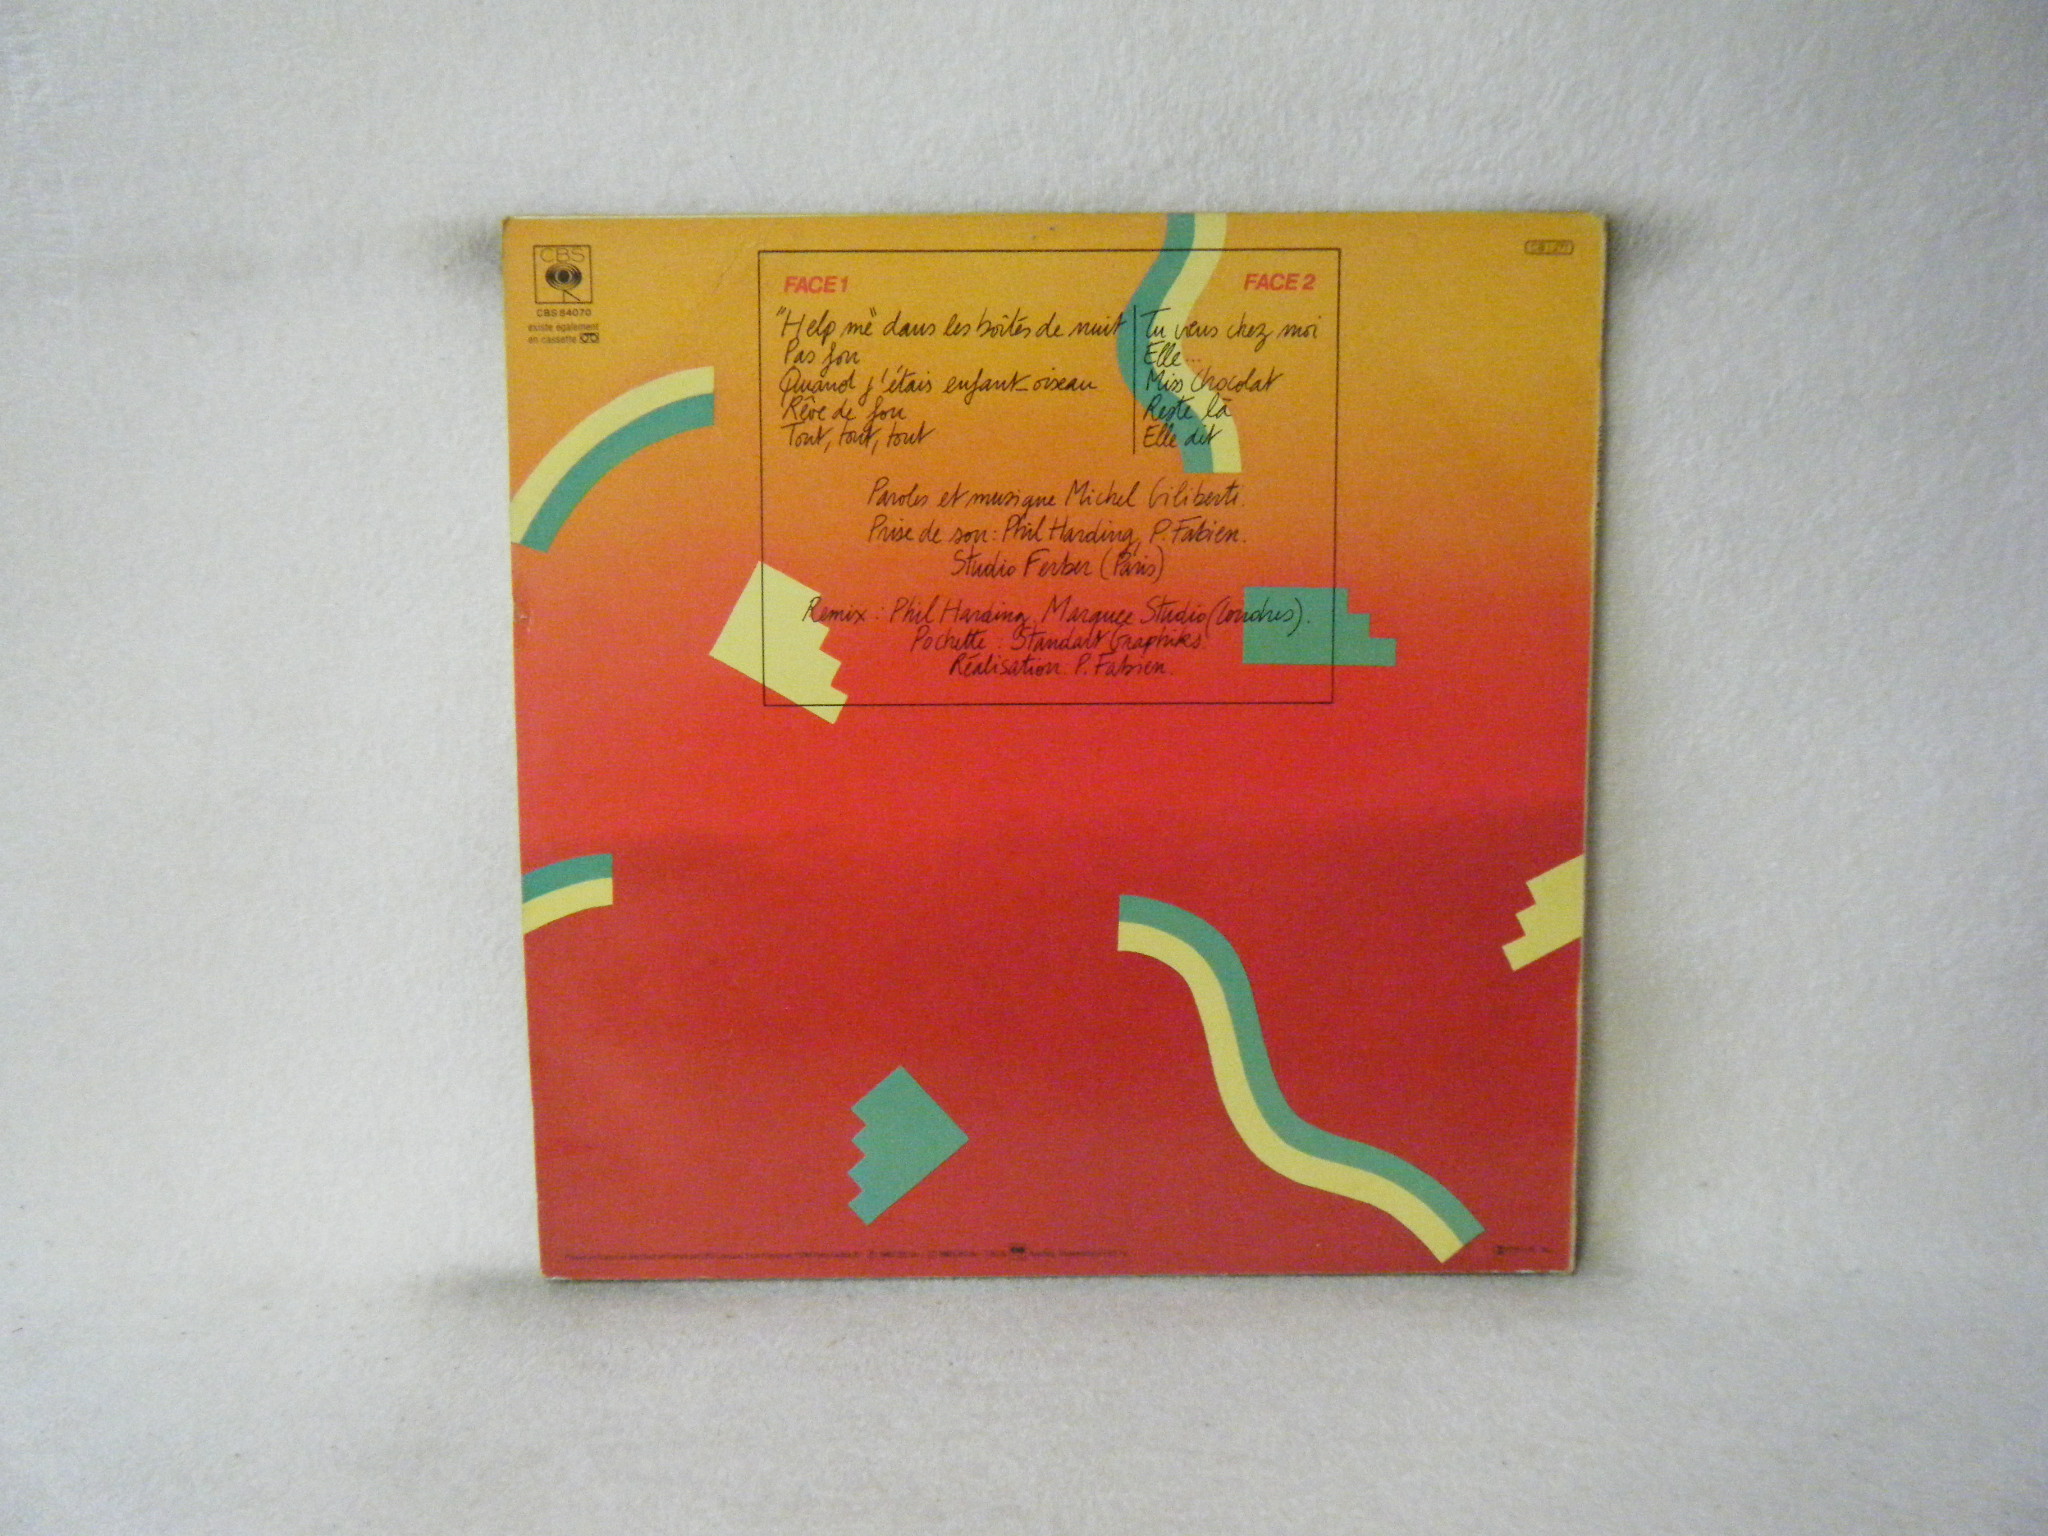 CBS
CBS 84070
existe également
en cassette
FACE 1
"Help me" dans les boîtes de nuit
Pas fou
Quand j'étais enfant-oiseau
Rêve de fou
Tout, tout, tout
FACE 2
Tu viens chez moi
Elle...
Miss Chocolat
Reste là
Elle dit
Paroles et musique Michel Giliberti.
Prise de son: Phil Harding, P. Fabien.
Studio Ferber (Paris)
Remix: Phil Harding. Marquee Studio (Londres).
Pochette: Standart Graphiks.
Réalisation. P. Fabien.